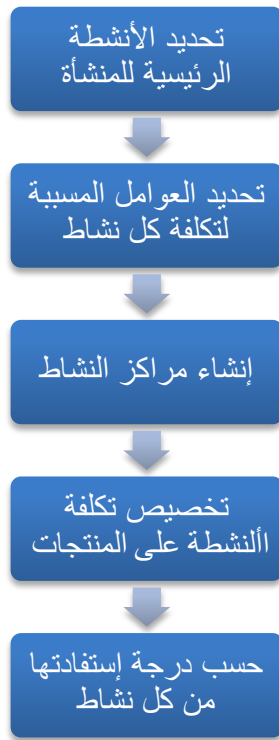 تحديد الأنشطة
الرئيسية للمنشأة
تحديد العوامل المسببة
لتكلفة كل نشاط
إنشاء مراكز النشاط
تخصيص تكلفة
األنشطة على المنتجات
حسب درجة إستفادتها
من كل نشاط